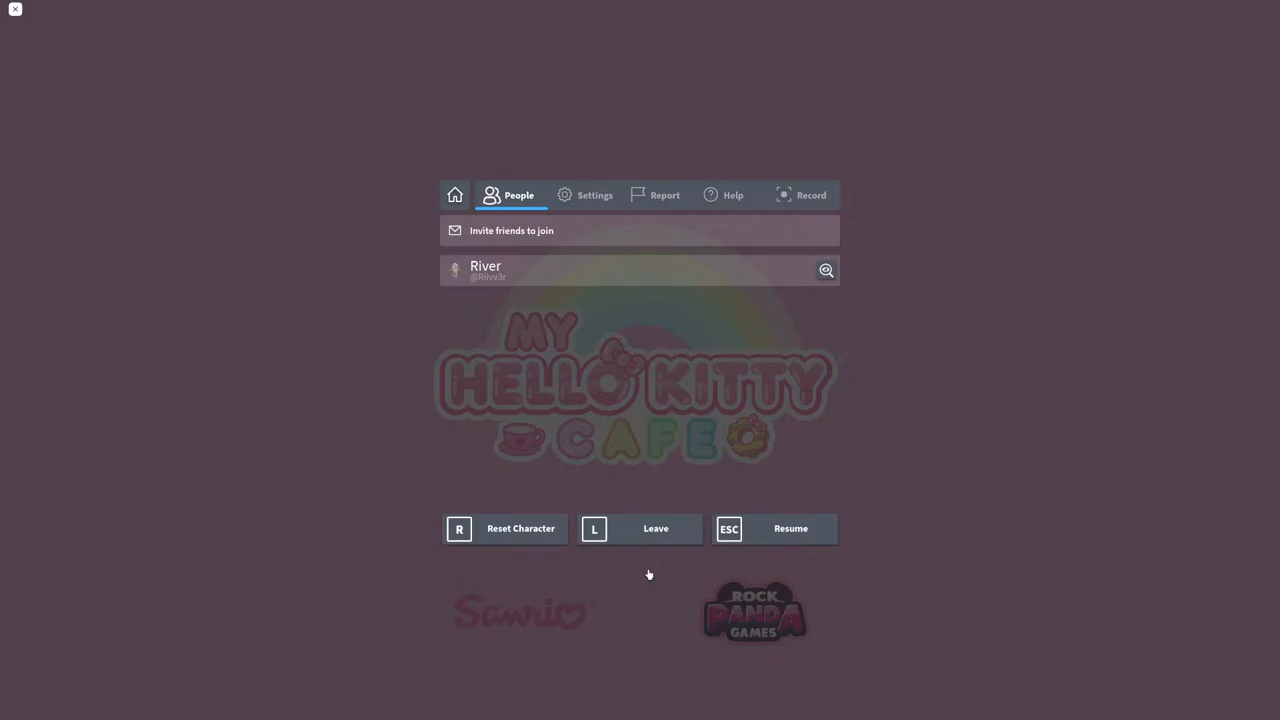 People
Settings
Report
Help
Record
Invite friends to join
River
@Riivv3r
MY
HELLO KITTY
CAFE
R Reset Character
L Leave
ESC Resume
Sanrio
ROCK
PANDA
GAMES